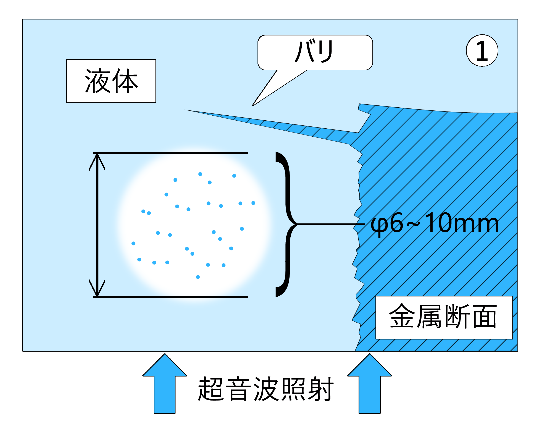 バリ
①
液体
φ6~10mm
金属断面
超音波照射